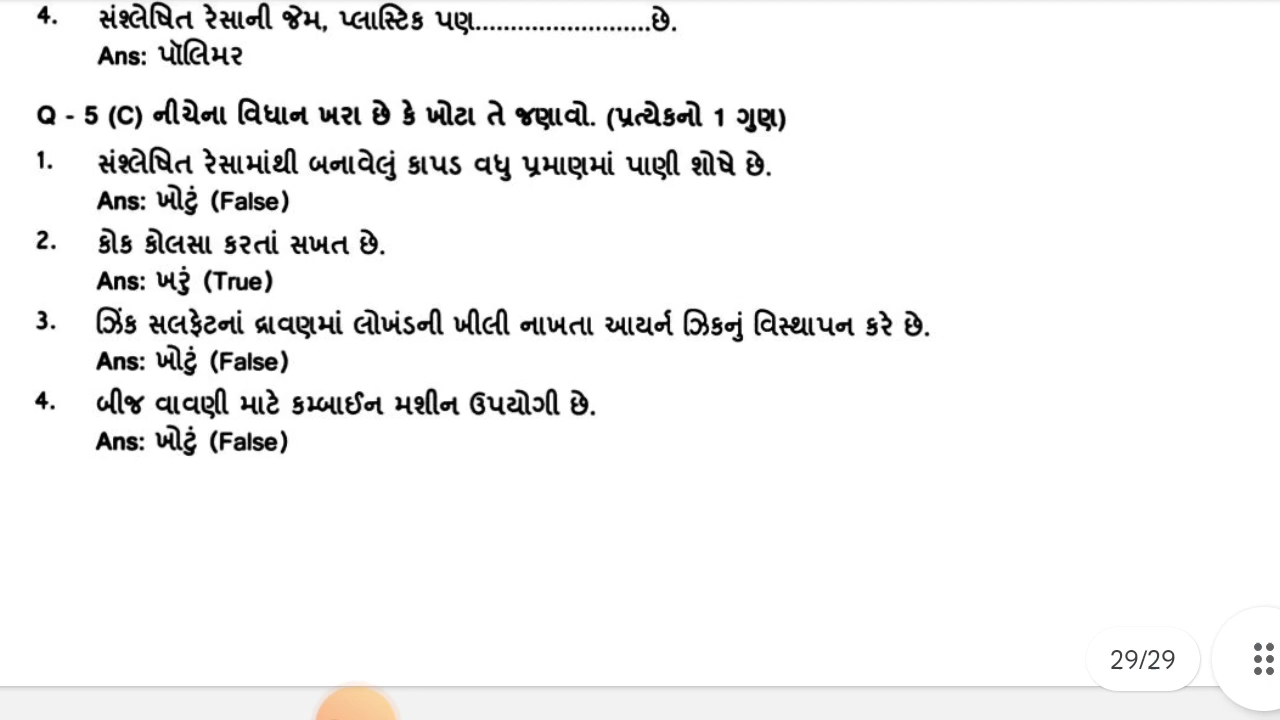 4. સંશ્લેષિત રેસાની જેમ, પ્લાસ્ટિક પણ.........................છે.
Ans: પૉલિમર
Q - 5 (C) નીચેના વિધાન ખરા છે કે ખોટા તે જણાવો. (પ્રત્યેકનો 1 ગુણ)
1. સંશ્લેષિત રેસામાંથી બનાવેલું કાપડ વધુ પ્રમાણમાં પાણી શોષે છે.
Ans: ખોટું (False)
2. કોક કોલસા કરતાં સખત છે.
Ans: ખરું (True)
3. ઝિંક સલફેટનાં દ્રાવણમાં લોખંડની ખીલી નાખતા આયર્ન ઝિકનું વિસ્થાપન કરે છે.
Ans: ખોટું (False)
4. બીજ વાવણી માટે કમ્બાઈન મશીન ઉપયોગી છે.
Ans: ખોટું (False)
29/29